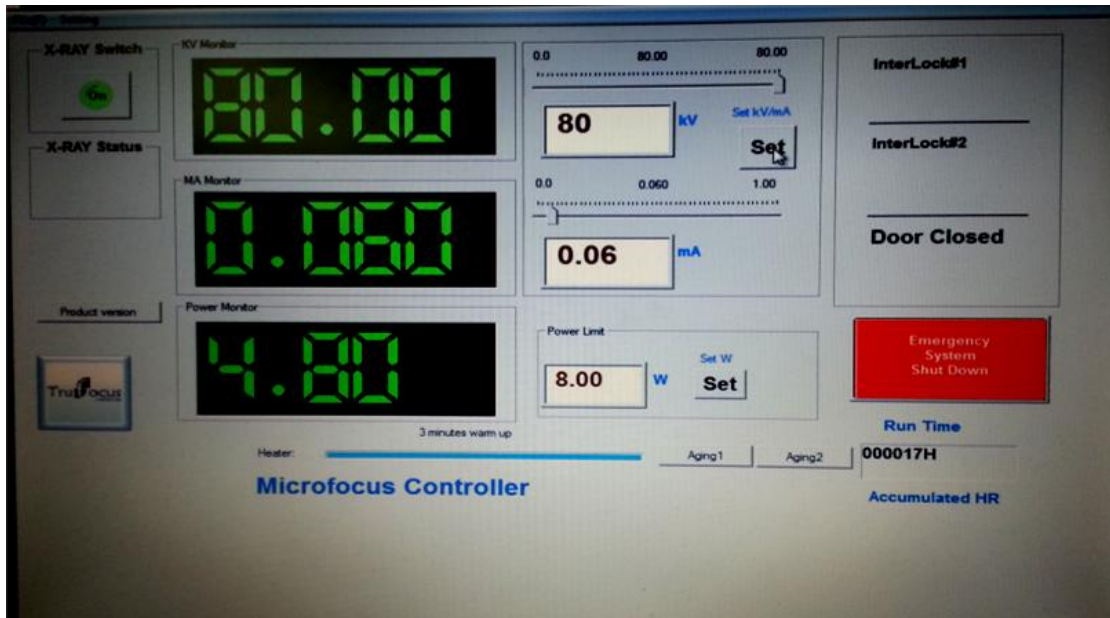 X-RAY Switch
On
X-RAY Status
Product version
TruFocus
KV Monitor
80.00
MA Monitor
0.060
Power Monitor
4.80
0.0 80.00 80.00
80 kV
Set kV/mA
Set
0.0 0.060 1.00
0.06 mA
Power Limit
8.00 W
Set W
Set
InterLock#1
InterLock#2
Door Closed
Emergency
System
Shut Down
3 minutes warm up
Heater:
Aging1
Aging2
Run Time
000017H
Accumulated HR
Microfocus Controller